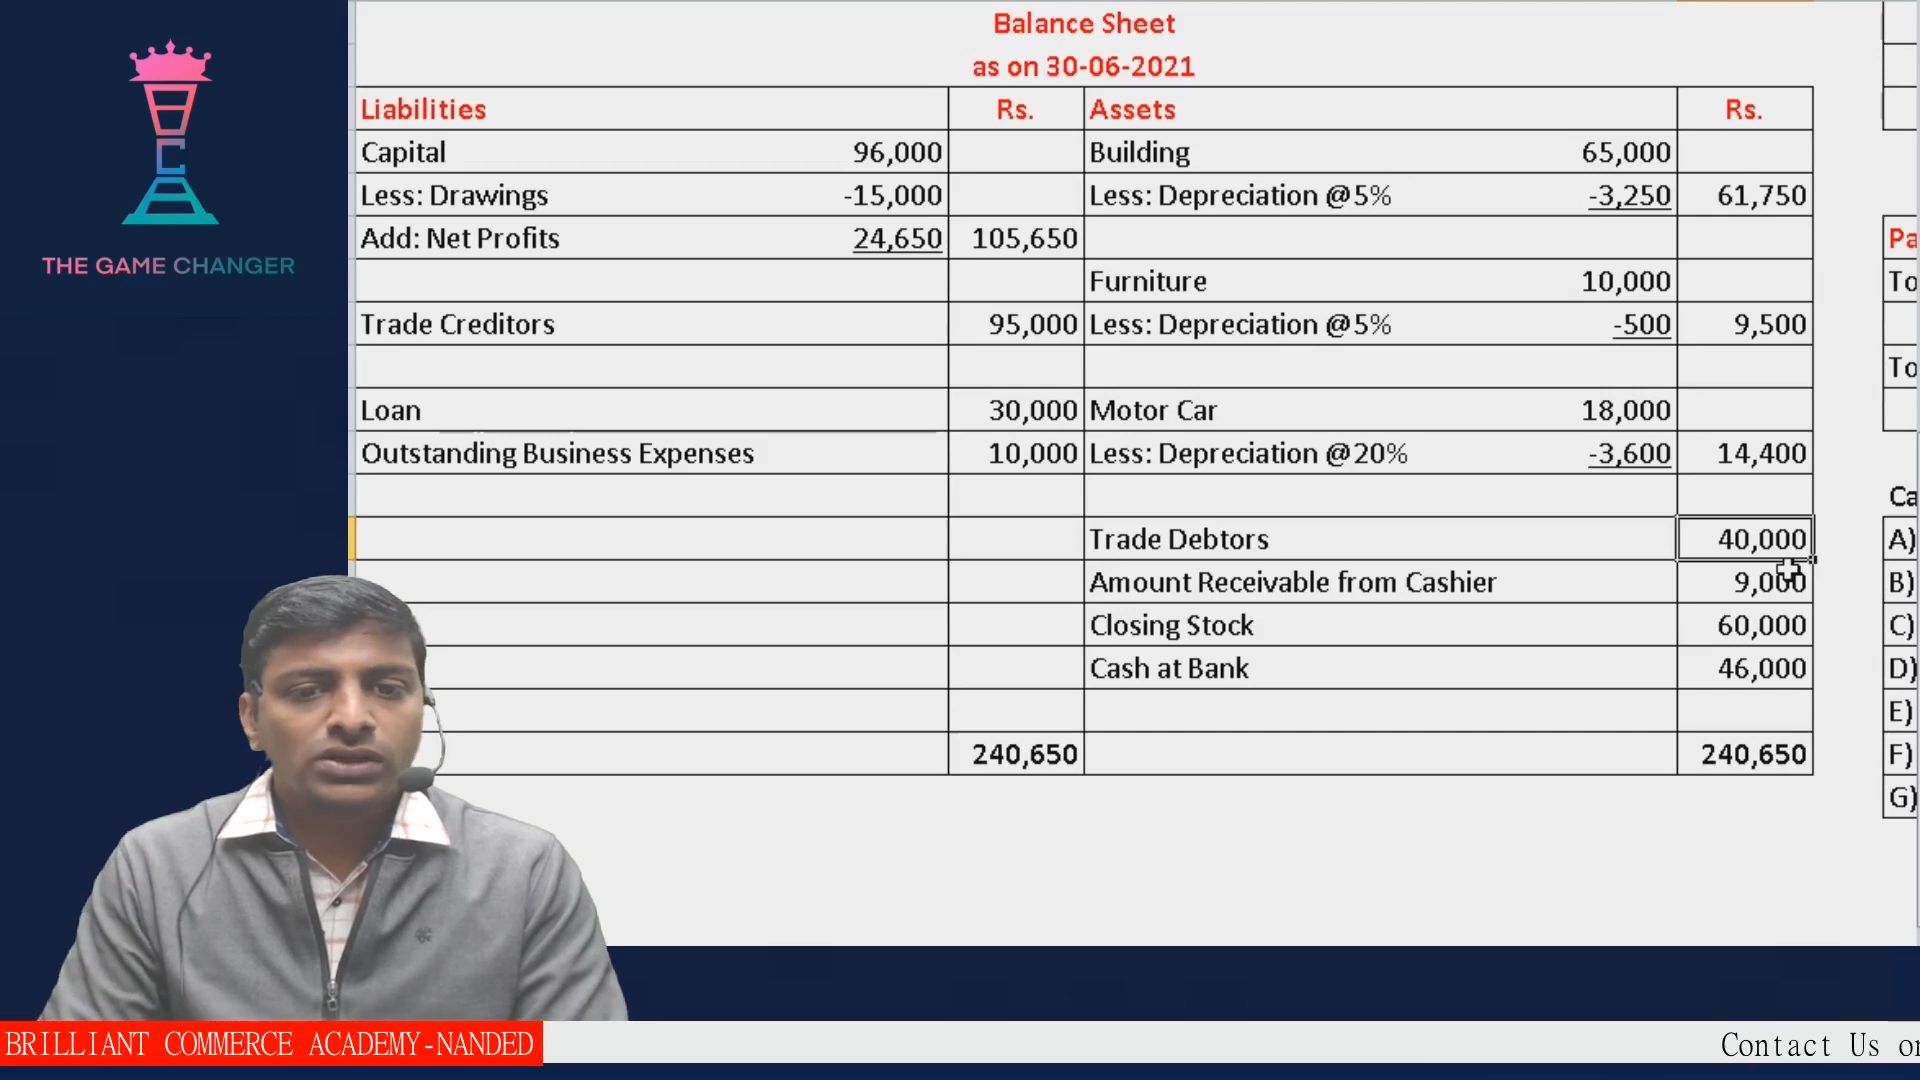 Balance Sheet
as on 30-06-2021
Liabilities Rs. Assets Rs.
Capital 96,000 Building 65,000
Less: Drawings -15,000 Less: Depreciation @5% -3,250 61,750
Add: Net Profits 24,650 105,650
Furniture 10,000
Trade Creditors 95,000 Less: Depreciation @5% -500 9,500
Loan 30,000 Motor Car 18,000
Outstanding Business Expenses 10,000 Less: Depreciation @20% -3,600 14,400
Trade Debtors 40,000
Amount Receivable from Cashier 9,000
Closing Stock 60,000
Cash at Bank 46,000
240,650 240,650
Pa
To
To
Ca
A)
B)
C)
D)
E)
F)
G)
THE GAME CHANGER
BRILLIANT COMMERCE ACADEMY-NANDED
Contact Us on